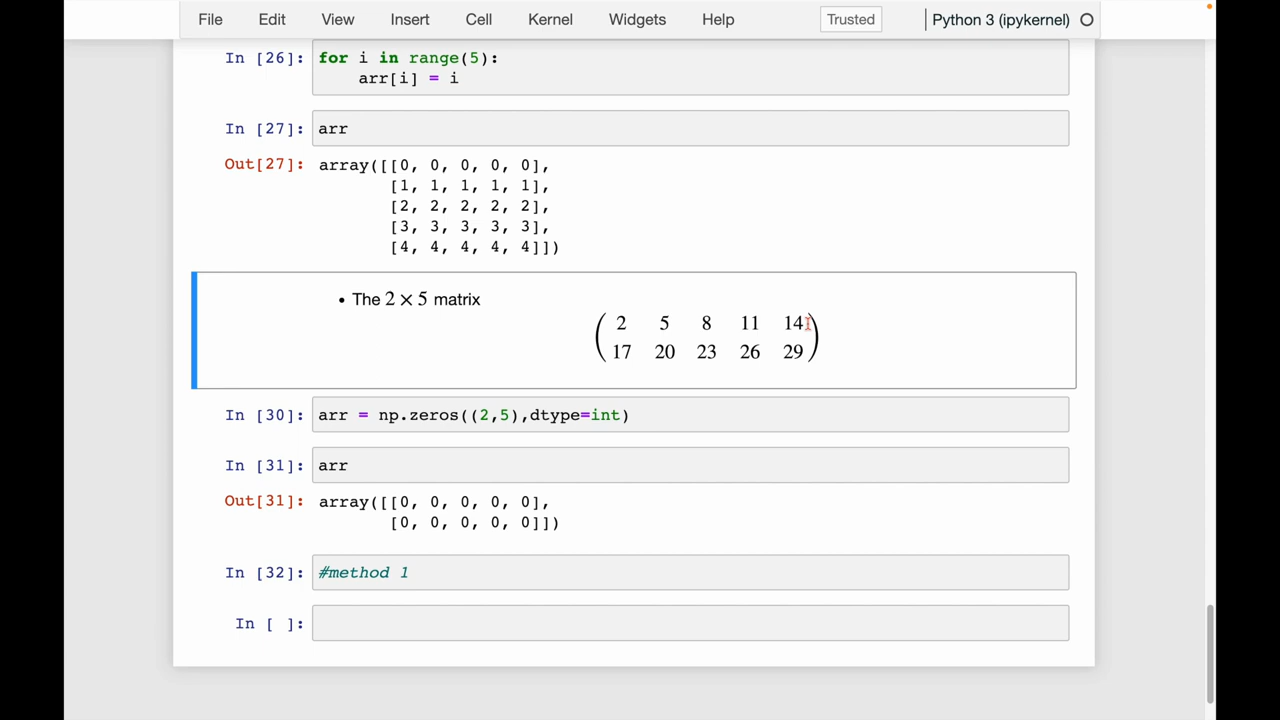 File Edit View Insert Cell Kernel Widgets Help Trusted Python 3 (ipykernel)
In [26]: for i in range(5):
arr[i] = i
In [27]: arr
Out[27]: array([[0, 0, 0, 0, 0],
[1, 1, 1, 1, 1],
[2, 2, 2, 2, 2],
[3, 3, 3, 3, 3],
[4, 4, 4, 4, 4]])
• The 2 × 5 matrix
2 5 8 11 14
17 20 23 26 29
In [30]: arr = np.zeros((2,5),dtype=int)
In [31]: arr
Out[31]: array([[0, 0, 0, 0, 0],
[0, 0, 0, 0, 0]])
In [32]: #method 1
In [ ]: